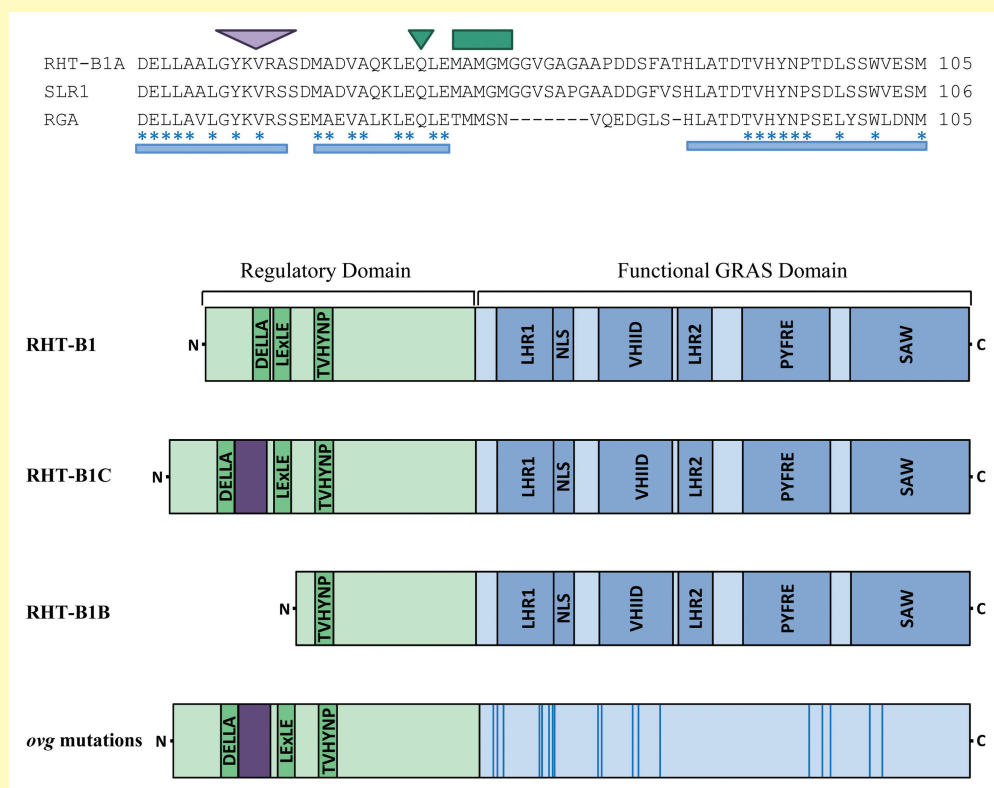 RHT-B1A DELLAALGYKVRASDMADVAQKLEQLEMAMGMGGVGAGAAPDDSFATHLATDTVHYNPTDLSSWVESM 105
SLR1 DELLAALGYKVRSSDMADVAQKLEQLEMAMGMGGVSAPGAADDGFVSHLATDTVHYNPSDLSSWVESM 106
RGA DELLAVLGYKVRSSEMAEVALKLEQLETMMSN-------VQEDGLS-HLATDTVHYNPSELYSWLDNM 105
***** * * * ** ** ** ** ****** * * *
Regulatory Domain Functional GRAS Domain
RHT-B1 N DELLA LExLE TVHYNP LHR1 NLS VHIID LHR2 PYFRE SAW C
RHT-B1C N DELLA LExLE TVHYNP LHR1 NLS VHIID LHR2 PYFRE SAW C
RHT-B1B N TVHYNP LHR1 NLS VHIID LHR2 PYFRE SAW C
ovg mutations N DELLA LExLE TVHYNP C